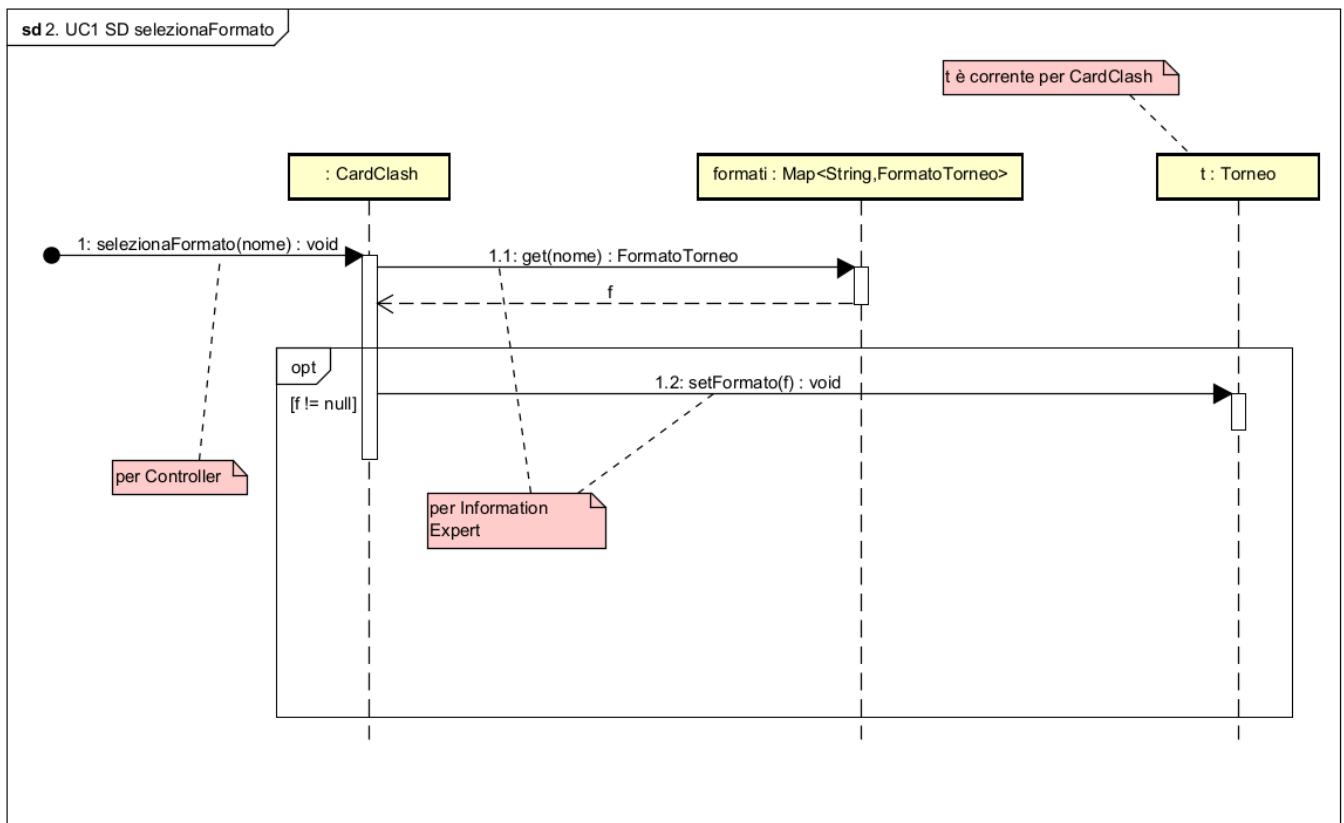 sd 2. UC1 SD selezionaFormato
t è corrente per CardClash
: CardClash
formati : Map<String,FormatoTorneo>
t : Torneo
1: selezionaFormato(nome) : void
1.1: get(nome) : FormatoTorneo
f
opt
[f != null]
1.2: setFormato(f) : void
per Controller
per Information
Expert